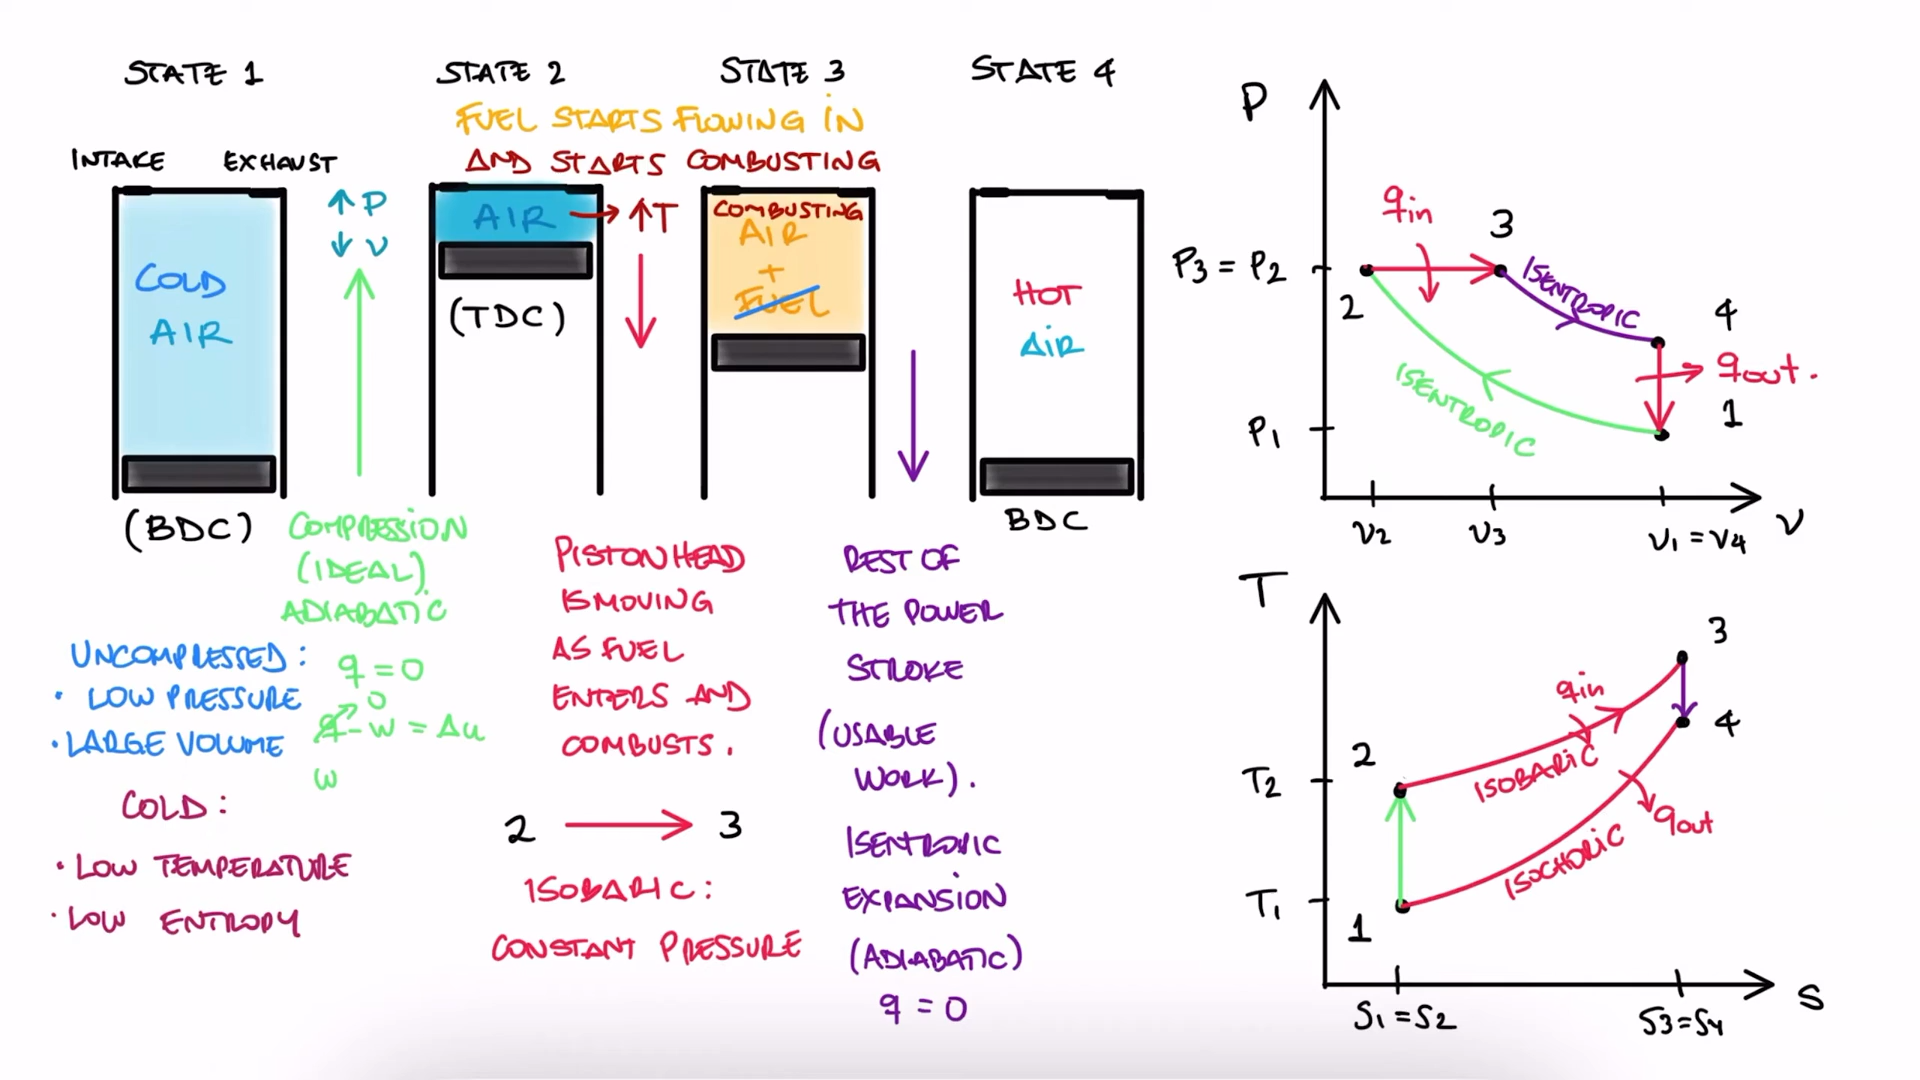 STATE 1
STATE 2
STATE 3
STATE 4
FUEL STARTS FLOWING IN
AND STARTS COMBUSTING
INTAKE
EXHAUST
COLD
AIR
↑ P
↓ v
AIR → ↑T
COMBUSTING
AIR
+
FUEL
HOT
AIR
(BDC)
(TDC)
BDC
UNCOMPRESSED:
• LOW PRESSURE
• LARGE VOLUME
COLD:
• LOW TEMPERATURE
• LOW ENTROPY
COMPRESSION
(IDEAL).
ADIABATIC
q = 0
q↗0 - w = Δu
w
PISTON HEAD
IS MOVING
AS FUEL
ENTERS AND
COMBUSTS.
2 → 3
ISOBARIC:
CONSTANT PRESSURE
REST OF
THE POWER
STROKE
(USABLE
WORK).
ISENTROPIC
EXPANSION
(ADIABATIC)
q = 0
P
qin
3
P3 = P2
2
ISENTROPIC
4
qout.
ISENTROPIC
1
P1
v2
v3
v1 = v4
v
T
3
qin
4
2
ISOBARIC
T2
qout
ISOCHORIC
T1
1
S1 = S2
S3 = S4
S